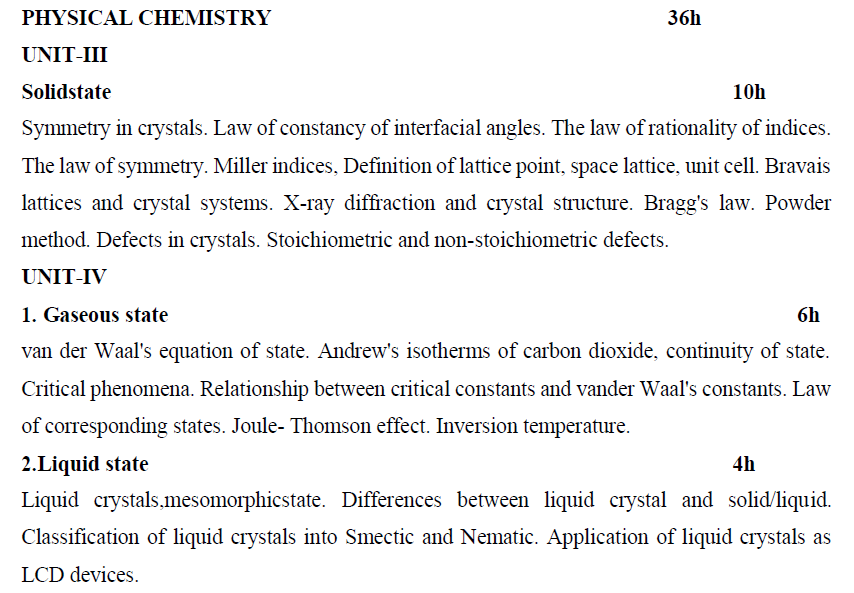 PHYSICAL CHEMISTRY 36h
UNIT-III
Solidstate 10h
Symmetry in crystals. Law of constancy of interfacial angles. The law of rationality of indices.
The law of symmetry. Miller indices, Definition of lattice point, space lattice, unit cell. Bravais
lattices and crystal systems. X-ray diffraction and crystal structure. Bragg's law. Powder
method. Defects in crystals. Stoichiometric and non-stoichiometric defects.
UNIT-IV
1. Gaseous state 6h
van der Waal's equation of state. Andrew's isotherms of carbon dioxide, continuity of state.
Critical phenomena. Relationship between critical constants and vander Waal's constants. Law
of corresponding states. Joule- Thomson effect. Inversion temperature.
2.Liquid state 4h
Liquid crystals,mesomorphicstate. Differences between liquid crystal and solid/liquid.
Classification of liquid crystals into Smectic and Nematic. Application of liquid crystals as
LCD devices.